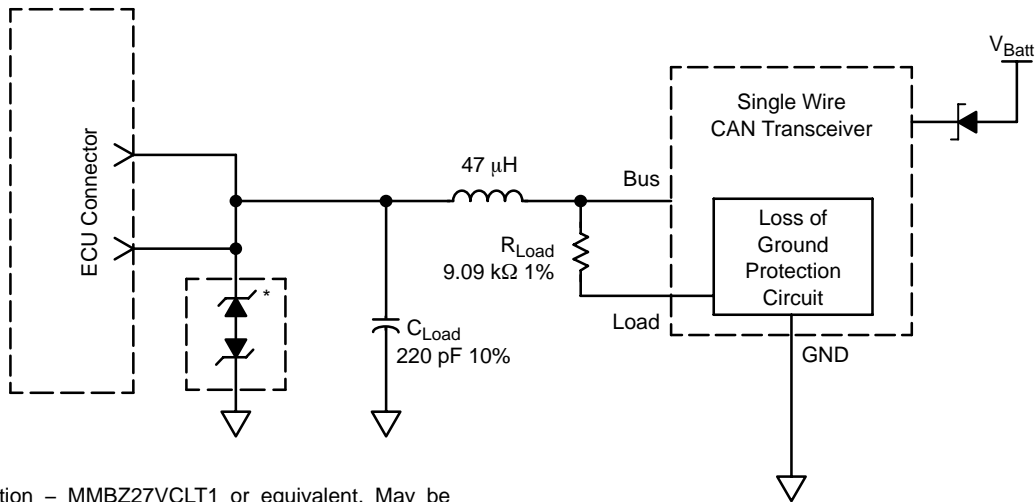 V_Batt
Single Wire
CAN Transceiver
ECU Connector
47 μH
Bus
R_Load
9.09 kΩ 1%
Loss of
Ground
Protection
Circuit
*
Load
C_Load
220 pF 10%
GND
tion – MMBZ27VCLT1 or equivalent. May be